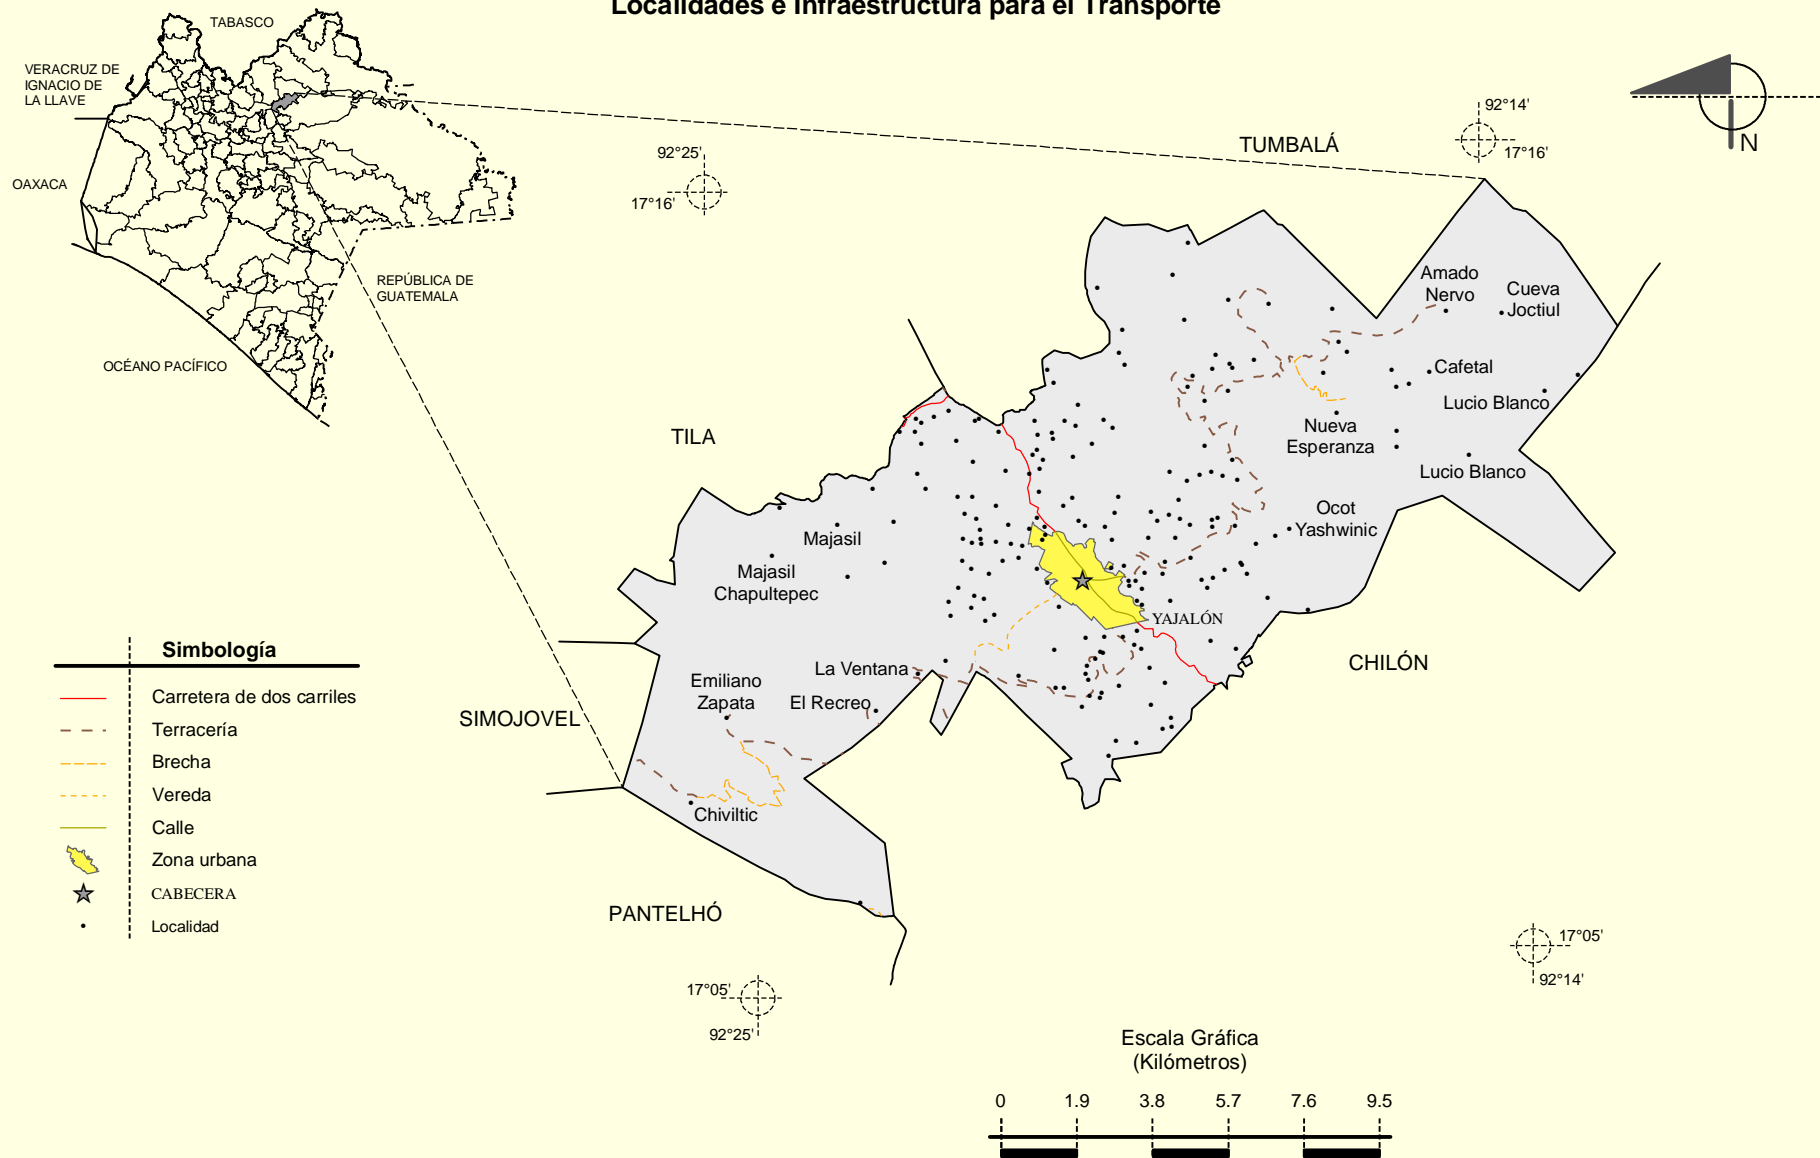 Localidades e Infraestructura para el Transporte
TABASCO
VERACRUZ DE
IGNACIO DE
LA LLAVE
OAXACA
REPÚBLICA DE
GUATEMALA
OCÉANO PACÍFICO
92°25'
17°16'
92°14'
17°16'
N
TUMBALÁ
TILA
SIMOJOVEL
PANTELHÓ
CHILÓN
Amado
Nervo
Cueva
Joctiul
Cafetal
Lucio Blanco
Nueva
Esperanza
Lucio Blanco
Ocot
Yashwinic
Majasil
Majasil
Chapultepec
YAJALÓN
La Ventana
Emiliano
Zapata
El Recreo
Chiviltic
Simbología
Carretera de dos carriles
Terracería
Brecha
Vereda
Calle
Zona urbana
CABECERA
Localidad
17°05'
92°25'
17°05'
92°14'
Escala Gráfica
(Kilómetros)
0 1.9 3.8 5.7 7.6 9.5